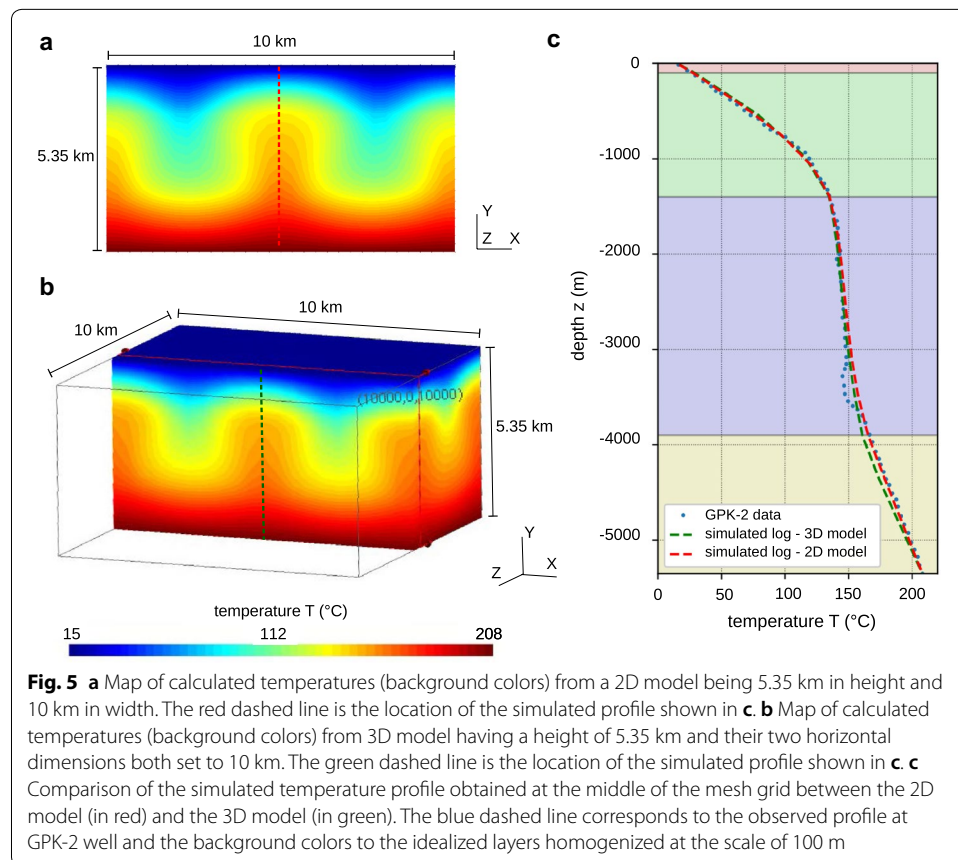 a
10 km
5.35 km
Y
Z X
b
10 km
10 km
(10000,0,10000)
5.35 km
Y
Z X
temperature T (°C)
15 112 208
c
0
-1000
-2000
-3000
-4000
-5000
depth z (m)
GPK-2 data
simulated log - 3D model
simulated log - 2D model
0 50 100 150 200
temperature T (°C)
Fig. 5 a Map of calculated temperatures (background colors) from a 2D model being 5.35 km in height and
10 km in width. The red dashed line is the location of the simulated profile shown in c. b Map of calculated
temperatures (background colors) from 3D model having a height of 5.35 km and their two horizontal
dimensions both set to 10 km. The green dashed line is the location of the simulated profile shown in c. c
Comparison of the simulated temperature profile obtained at the middle of the mesh grid between the 2D
model (in red) and the 3D model (in green). The blue dashed line corresponds to the observed profile at
GPK-2 well and the background colors to the idealized layers homogenized at the scale of 100 m